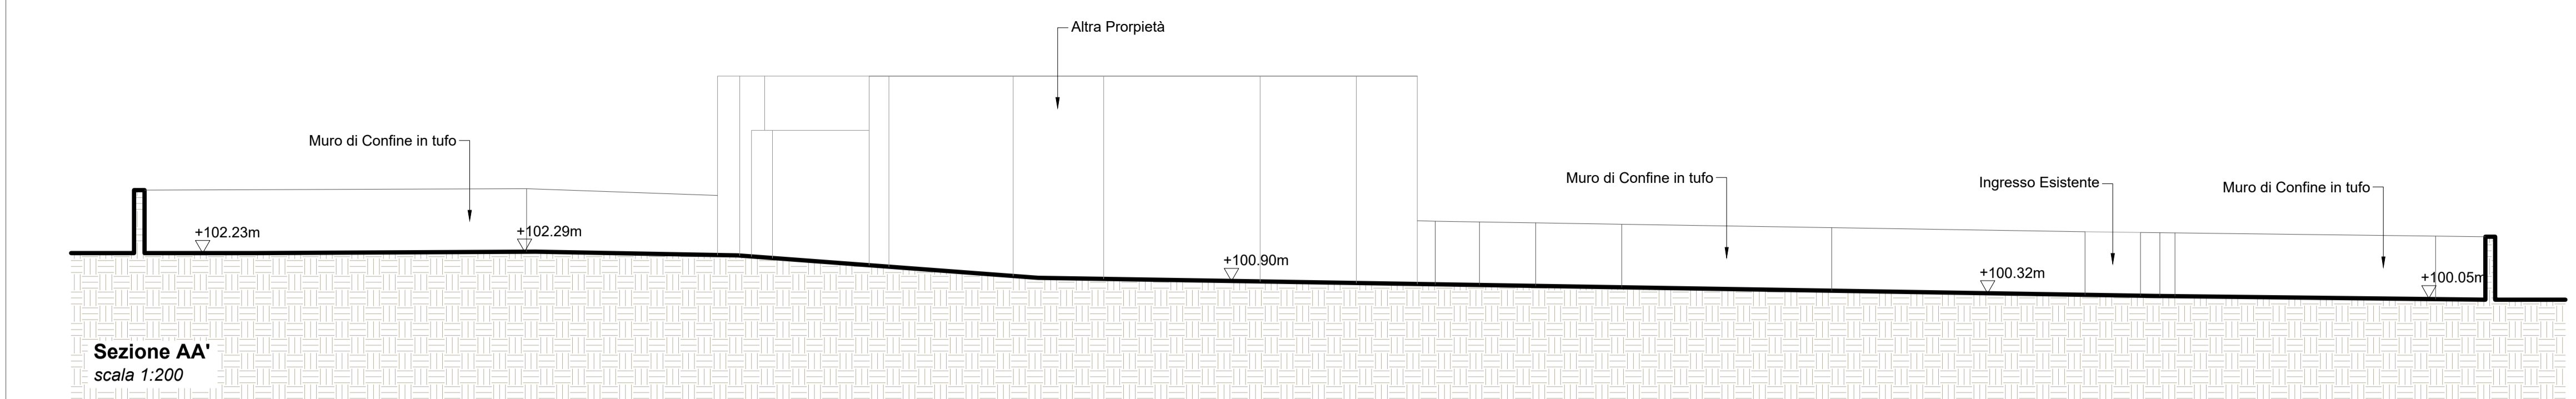 Altra Prorpietà
Muro di Confine in tufo
Muro di Confine in tufo
Ingresso Esistente
Muro di Confine in tufo
+102.23m
+102.29m
+100.90m
+100.32m
+100.05m
Sezione AA'
scala 1:200